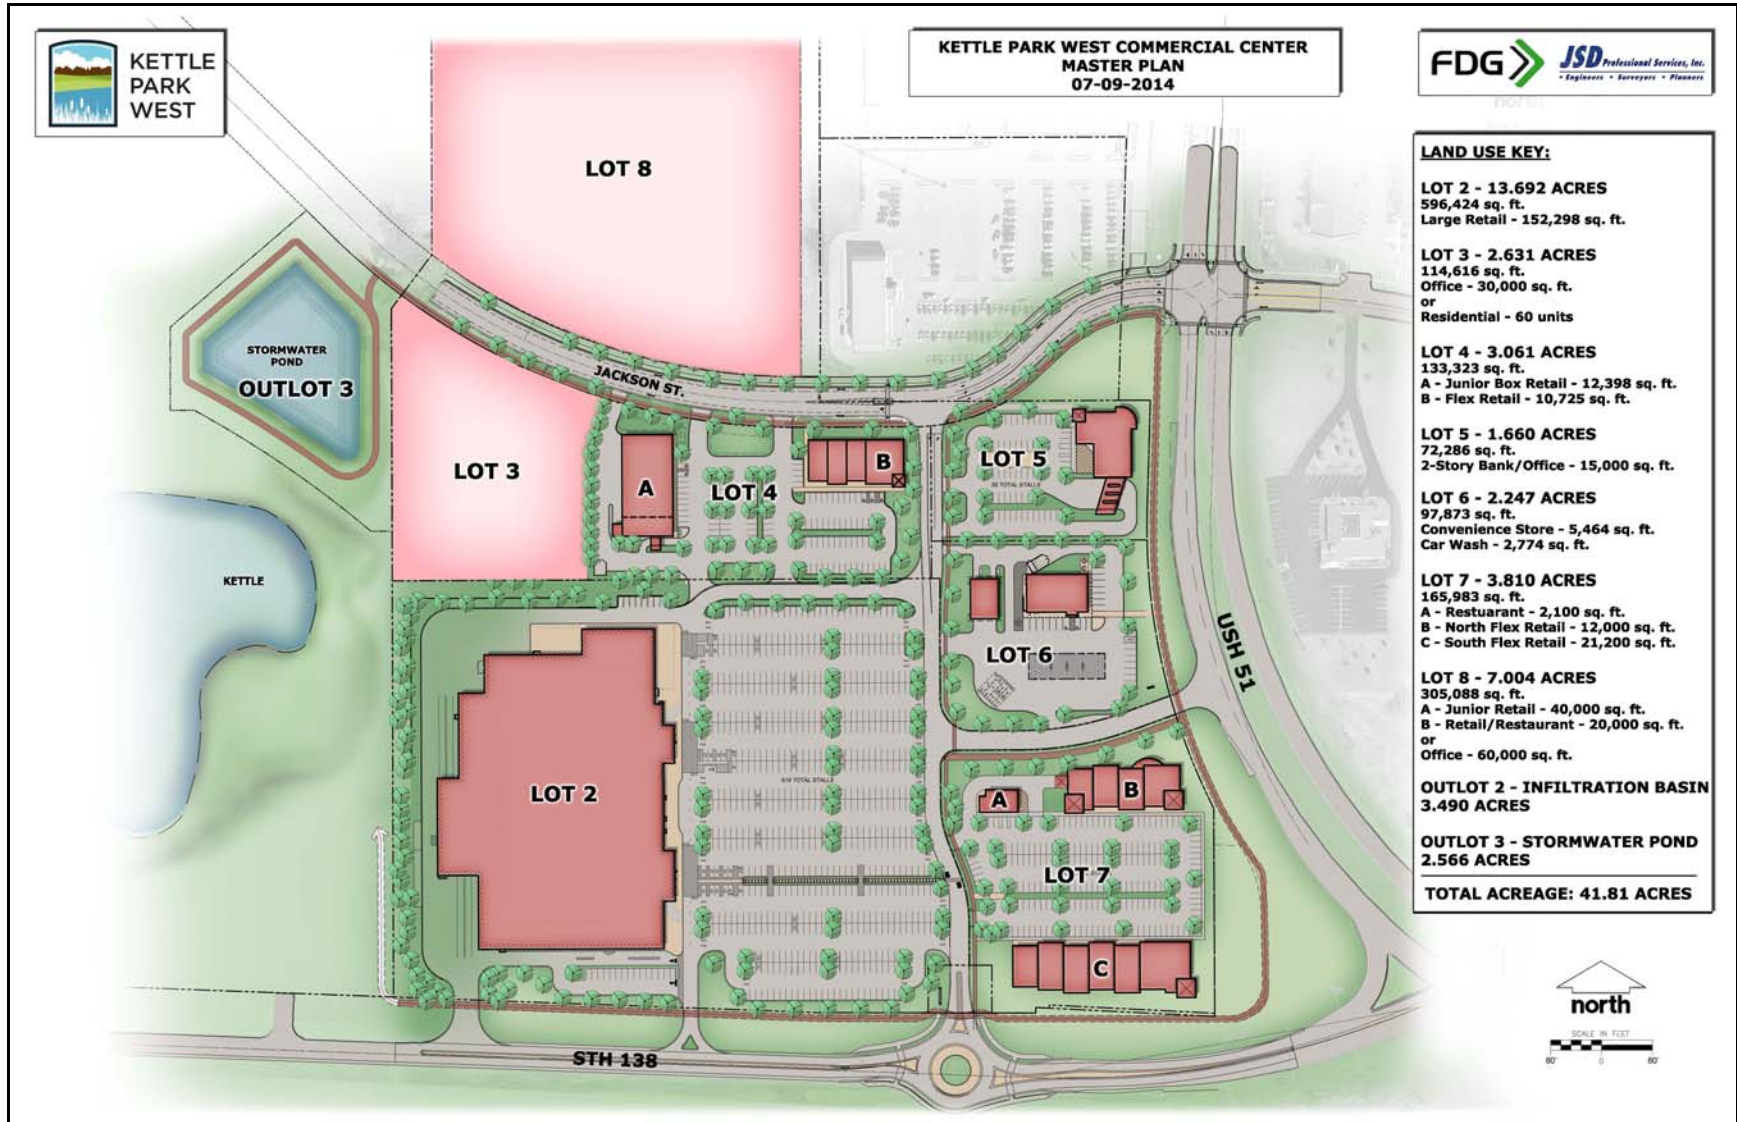 KETTLE
PARK
WEST
KETTLE PARK WEST COMMERCIAL CENTER
MASTER PLAN
07-09-2014
FDG
JSD Professional Services, Inc.
• Engineers • Surveyors • Planners
north
LAND USE KEY:
LOT 2 - 13.692 ACRES
596,424 sq. ft.
Large Retail - 152,298 sq. ft.
LOT 3 - 2.631 ACRES
114,616 sq. ft.
Office - 30,000 sq. ft.
or
Residential - 60 units
LOT 4 - 3.061 ACRES
133,323 sq. ft.
A - Junior Box Retail - 12,398 sq. ft.
B - Flex Retail - 10,725 sq. ft.
LOT 5 - 1.660 ACRES
72,286 sq. ft.
2-Story Bank/Office - 15,000 sq. ft.
LOT 6 - 2.247 ACRES
97,873 sq. ft.
Convenience Store - 5,464 sq. ft.
Car Wash - 2,774 sq. ft.
LOT 7 - 3.810 ACRES
165,983 sq. ft.
A - Restuarant - 2,100 sq. ft.
B - North Flex Retail - 12,000 sq. ft.
C - South Flex Retail - 21,200 sq. ft.
LOT 8 - 7.004 ACRES
305,088 sq. ft.
A - Junior Retail - 40,000 sq. ft.
B - Retail/Restaurant - 20,000 sq. ft.
or
Office - 60,000 sq. ft.
OUTLOT 2 - INFILTRATION BASIN
3.490 ACRES
OUTLOT 3 - STORMWATER POND
2.566 ACRES
TOTAL ACREAGE: 41.81 ACRES
LOT 8
STORMWATER
POND
OUTLOT 3
JACKSON ST.
LOT 3
A
LOT 4
B
LOT 5
TOTAL STALLS
KETTLE
LOT 6
USH 51
LOT 2
TOTAL STALLS
A
B
LOT 7
C
STH 138
north
SCALE IN FEET
80'
0
80'